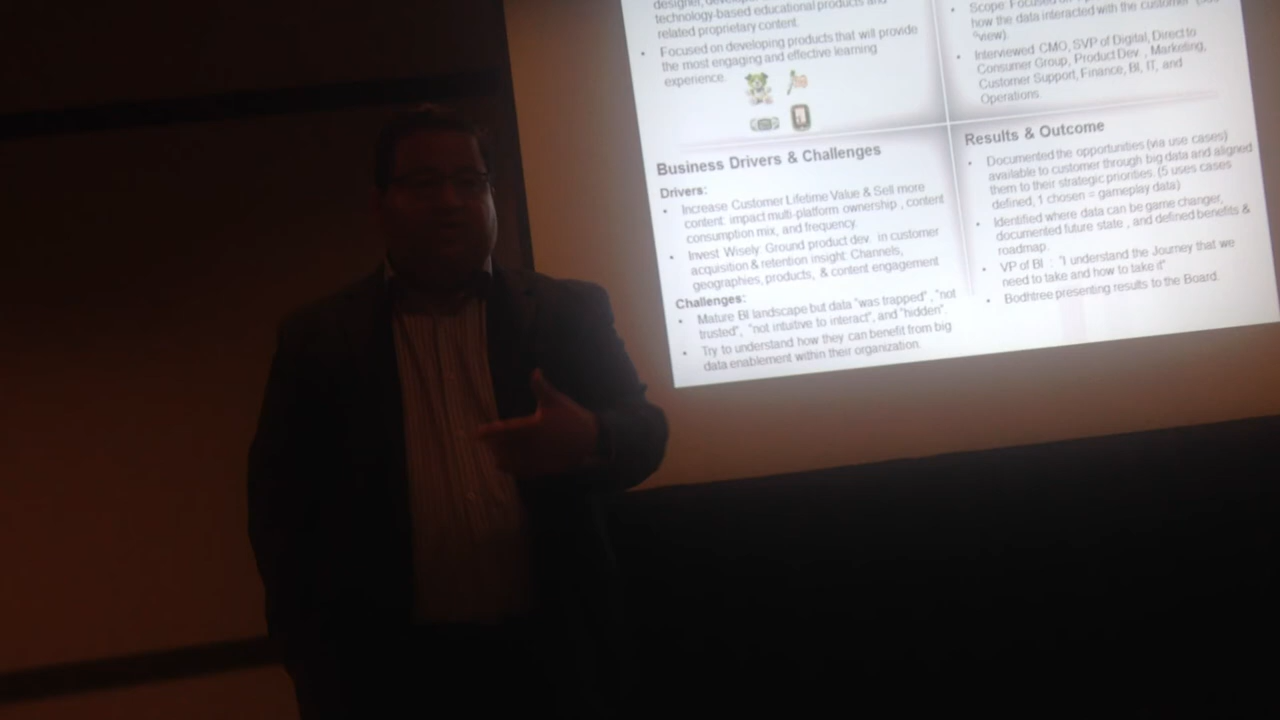 designer, developer
technology-based educational products and
related proprietary content.
• Focused on developing products that will provide
the most engaging and effective learning
experience.
Business Drivers & Challenges
Drivers:
• Increase Customer Lifetime Value & Sell more
content: impact multi-platform ownership , content
consumption mix, and frequency.
• Invest Wisely: Ground product dev. in customer
acquisition & retention insight: Channels,
geographies, products, & content engagement
Challenges:
• Mature BI landscape but data "was trapped" , "not
trusted", "not intuitive to interact", and "hidden".
• Try to understand how they can benefit from big
data enablement within their organization.
• Scope: Focused on
how the data interacted with the customer
view).
• Interviewed CMO, SVP of Digital, Direct to
Consumer Group, Product Dev , Marketing,
Customer Support, Finance, BI, IT, and
Operations.
Results & Outcome
• Documented the opportunities (via use cases)
available to customer through big data and aligned
them to their strategic priorities. (5 uses cases
defined, 1 chosen = gameplay data)
• Identified where data can be game changer,
documented future state , and defined benefits &
roadmap.
• VP of BI : "I understand the Journey that we
need to take and how to take it"
• Bodhtree presenting results to the Board.